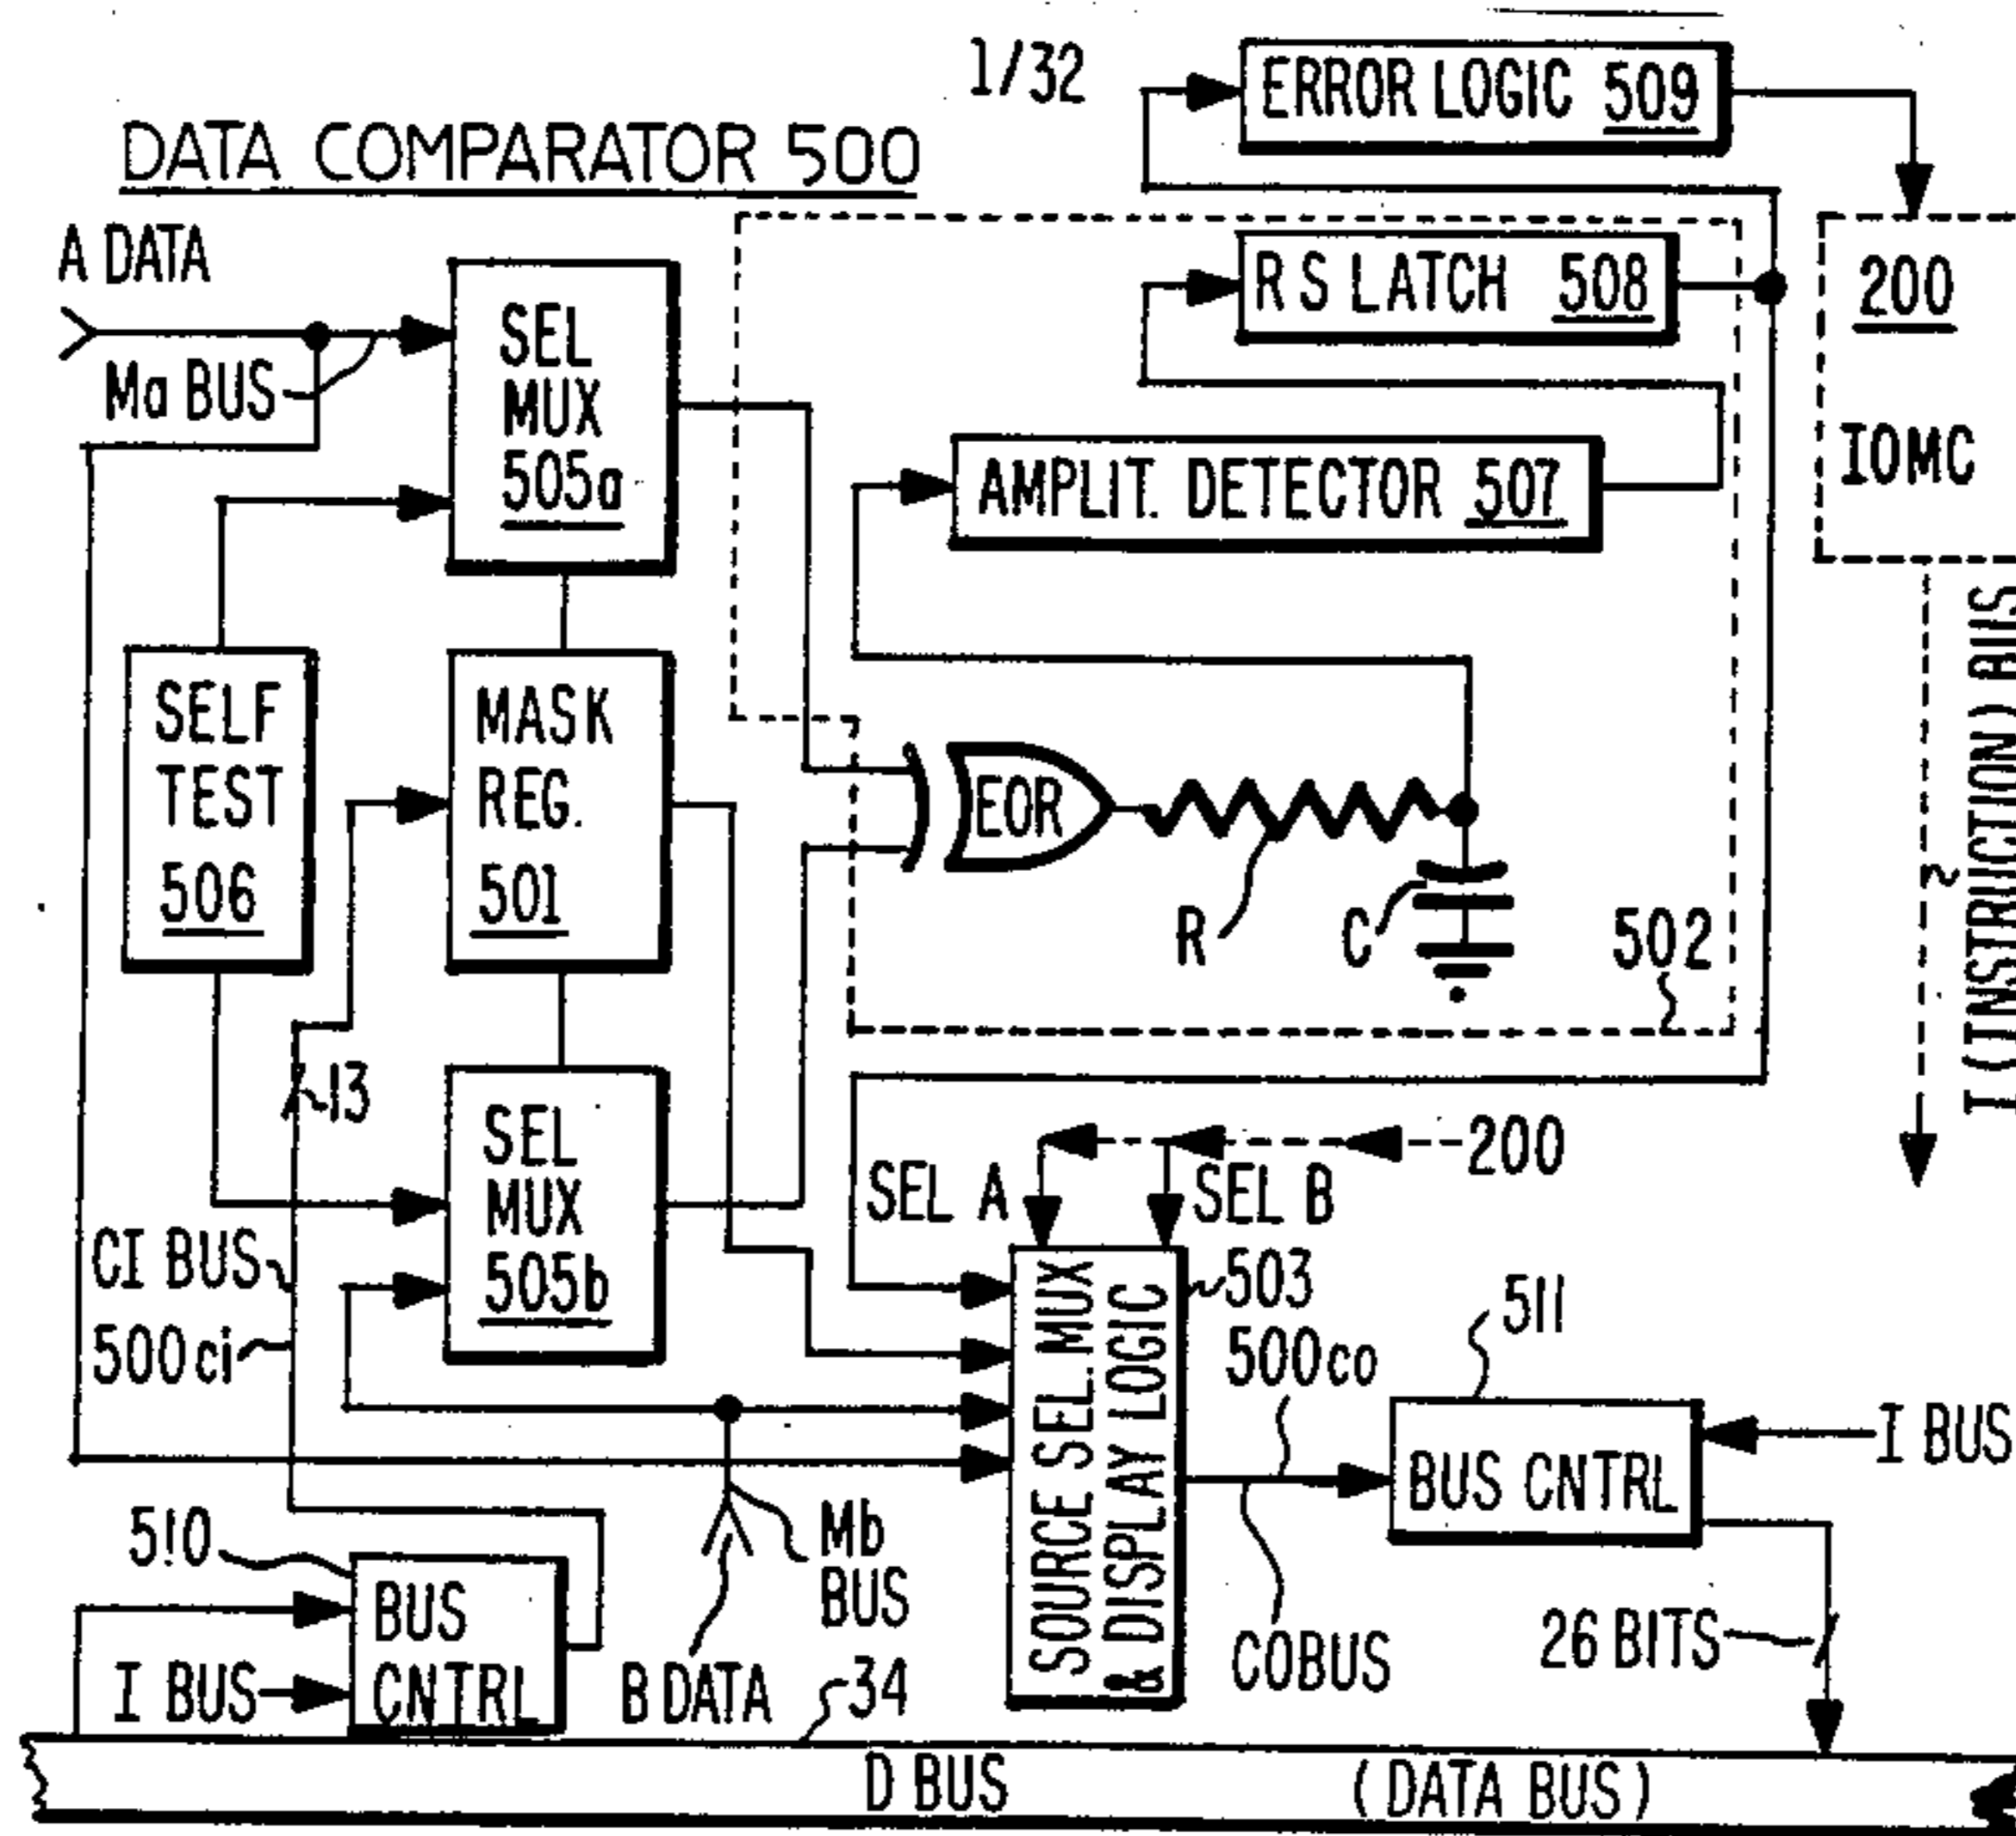 1/32
ERROR LOGIC 509
DATA COMPARATOR 500
A DATA
Ma BUS
SEL
MUX
505a
R S LATCH 508
200
IOMC
AMPLIT. DETECTOR 507
I (INSTRUCTION) BUS
SELF
TEST
506
MASK
REG.
501
EOR
R
C
502
13
SEL
MUX
505b
CI BUS
500ci
SEL A
SEL B
200
503
SOURCE SEL. MUX
& DISPLAY LOGIC
500co
511
BUS CNTRL
I BUS
COBUS
26 BITS
510
BUS
CNTRL
I BUS
B DATA
Mb
BUS
34
D BUS (DATA BUS)